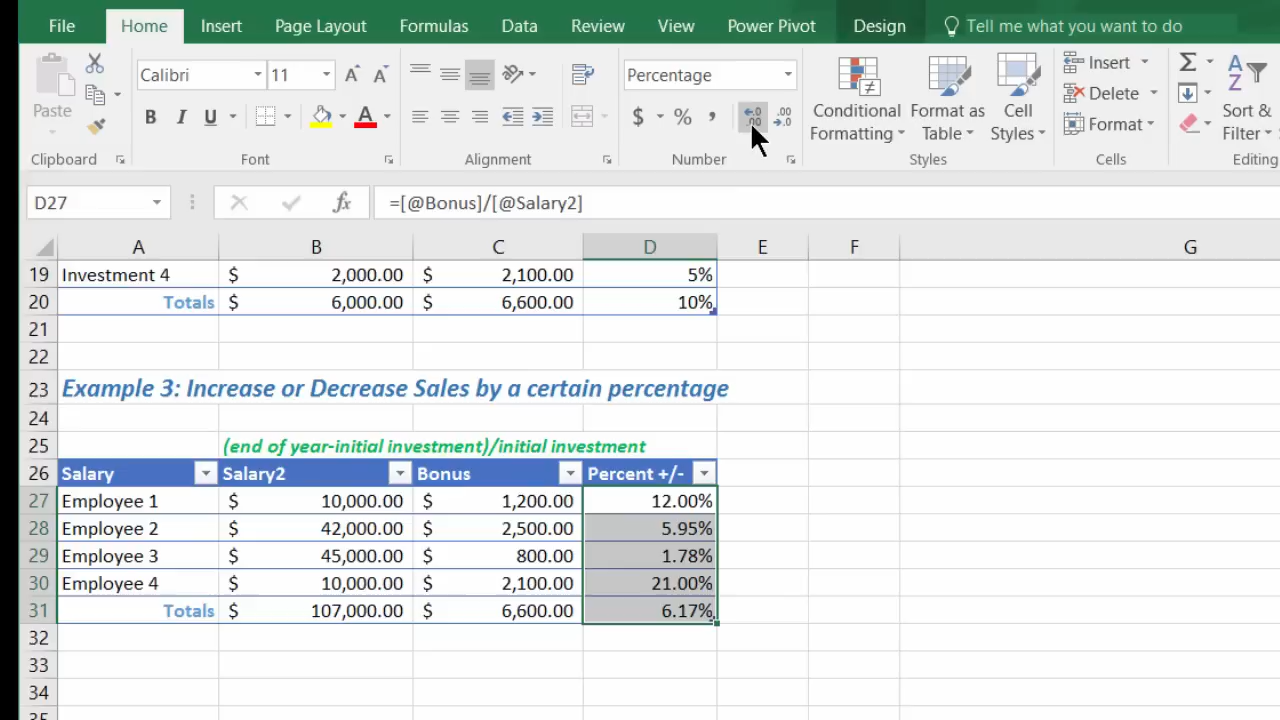 File Home Insert Page Layout Formulas Data Review View Power Pivot Design Tell me what you want to do
Paste Calibri 11 A A Percentage Conditional Formatting Format as Table Cell Styles Insert Σ A Z Sort & Filter
B I U A $ % , ←.0 .00 .00 →.0 Delete
Format
Clipboard Font Alignment Number Styles Cells Editing
D27 fx =[@Bonus]/[@Salary2]
A B C D E F G
19 Investment 4 $ 2,000.00 $ 2,100.00 5%
20 Totals $ 6,000.00 $ 6,600.00 10%
21
22
23 Example 3: Increase or Decrease Sales by a certain percentage
24
25 (end of year-initial investment)/initial investment
26 Salary Salary2 Bonus Percent +/-
27 Employee 1 $ 10,000.00 $ 1,200.00 12.00%
28 Employee 2 $ 42,000.00 $ 2,500.00 5.95%
29 Employee 3 $ 45,000.00 $ 800.00 1.78%
30 Employee 4 $ 10,000.00 $ 2,100.00 21.00%
31 Totals $ 107,000.00 $ 6,600.00 6.17%
32
33
34
35